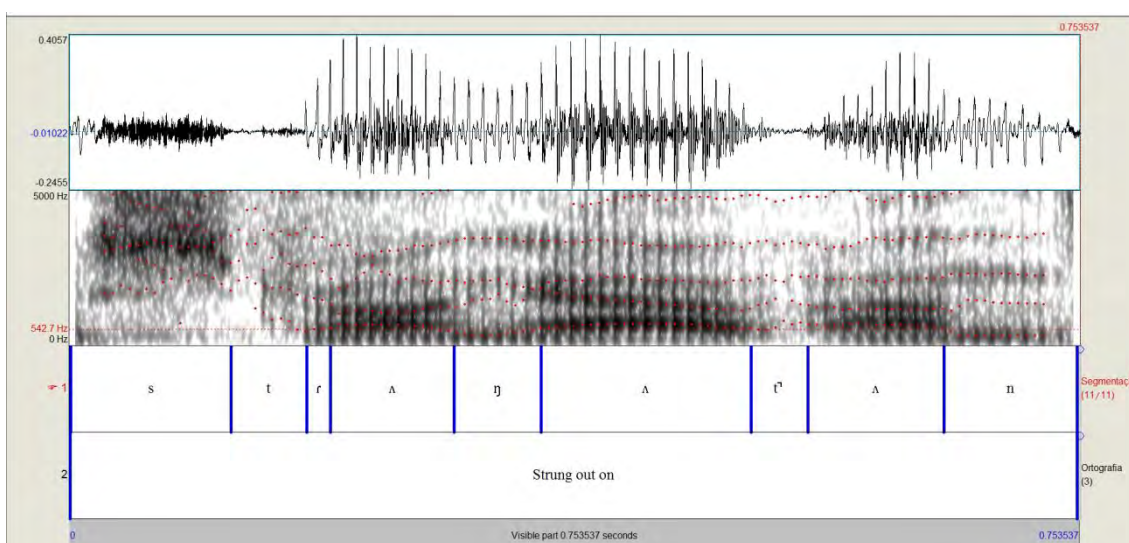 0.753537
0.4057
-0.01022
-0.2455
5000 Hz
542.7 Hz
0 Hz
1 s t ɾ ʌ ŋ ʌ t̚ ʌ n Segmentaç
(11/11)
2 Strung out on Ortografia
(3)
0 Visible part 0.753537 seconds 0.753537